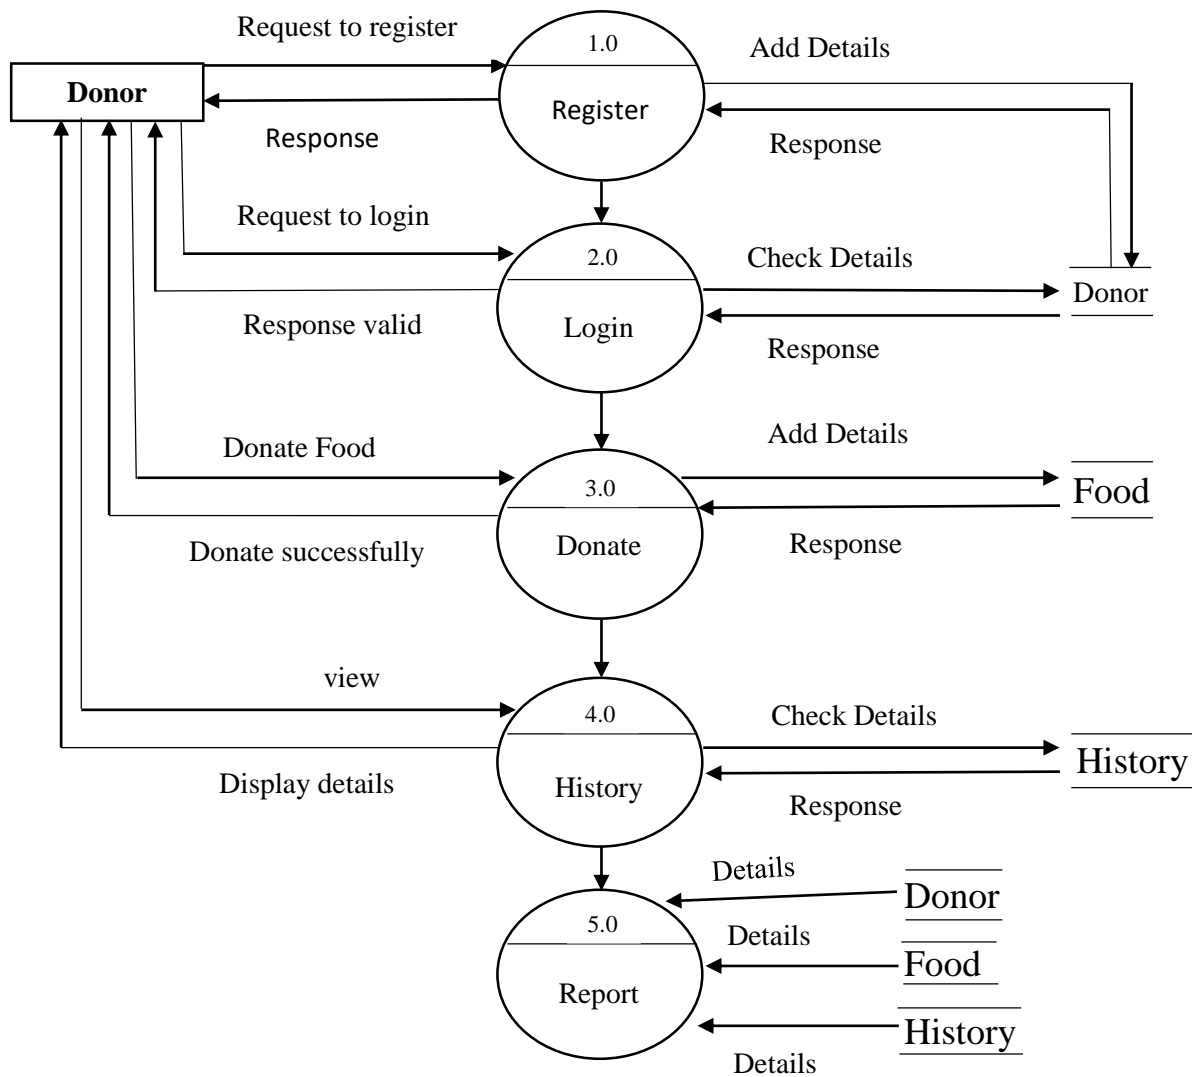 Request to register
1.0
Add Details
Donor
Register
Response
Response
Request to login
2.0
Check Details
Donor
Response valid
Login
Response
Donate Food
Add Details
3.0
Food
Donate successfully
Donate
Response
view
4.0
Check Details
History
Display details
History
Response
Details
Donor
5.0
Details
Food
Report
History
Details